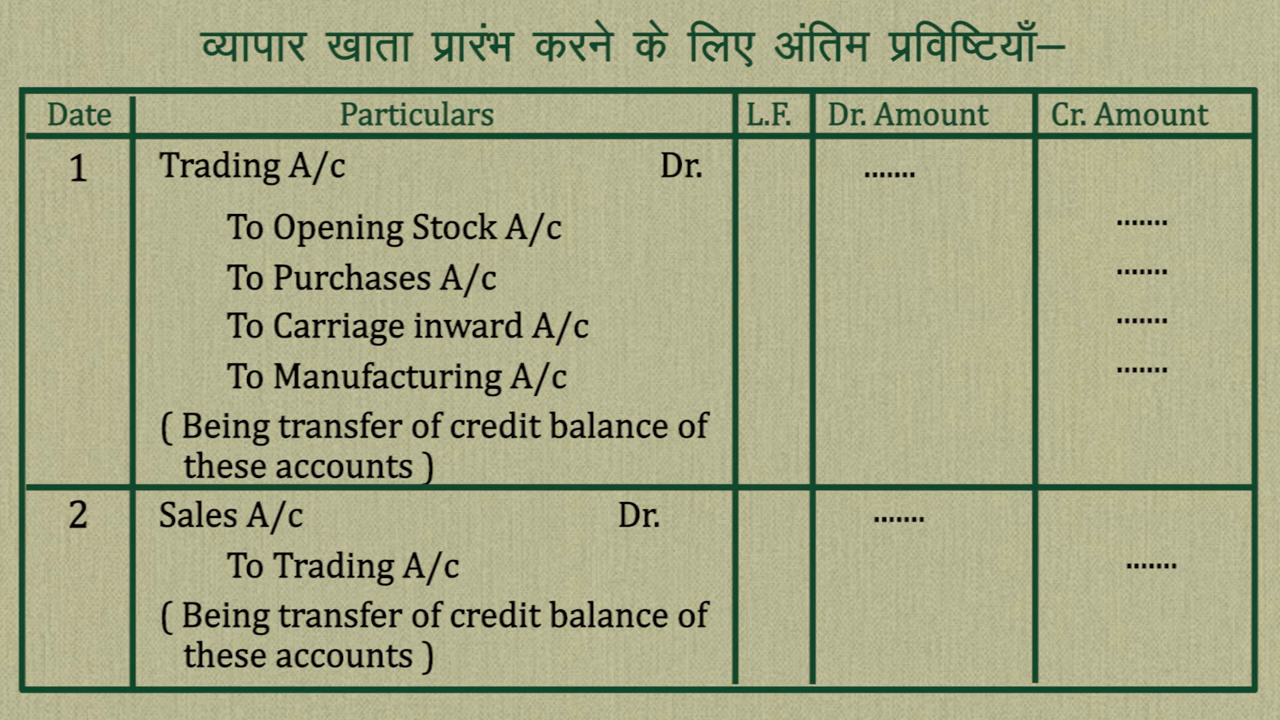 व्यापार खाता प्रारंभ करने के लिए अंतिम प्रविष्टियाँ–
Date Particulars L.F. Dr. Amount Cr. Amount
1 Trading A/c Dr. .......
To Opening Stock A/c .......
To Purchases A/c .......
To Carriage inward A/c .......
To Manufacturing A/c .......
( Being transfer of credit balance of
these accounts )
2 Sales A/c Dr. .......
To Trading A/c .......
( Being transfer of credit balance of
these accounts )